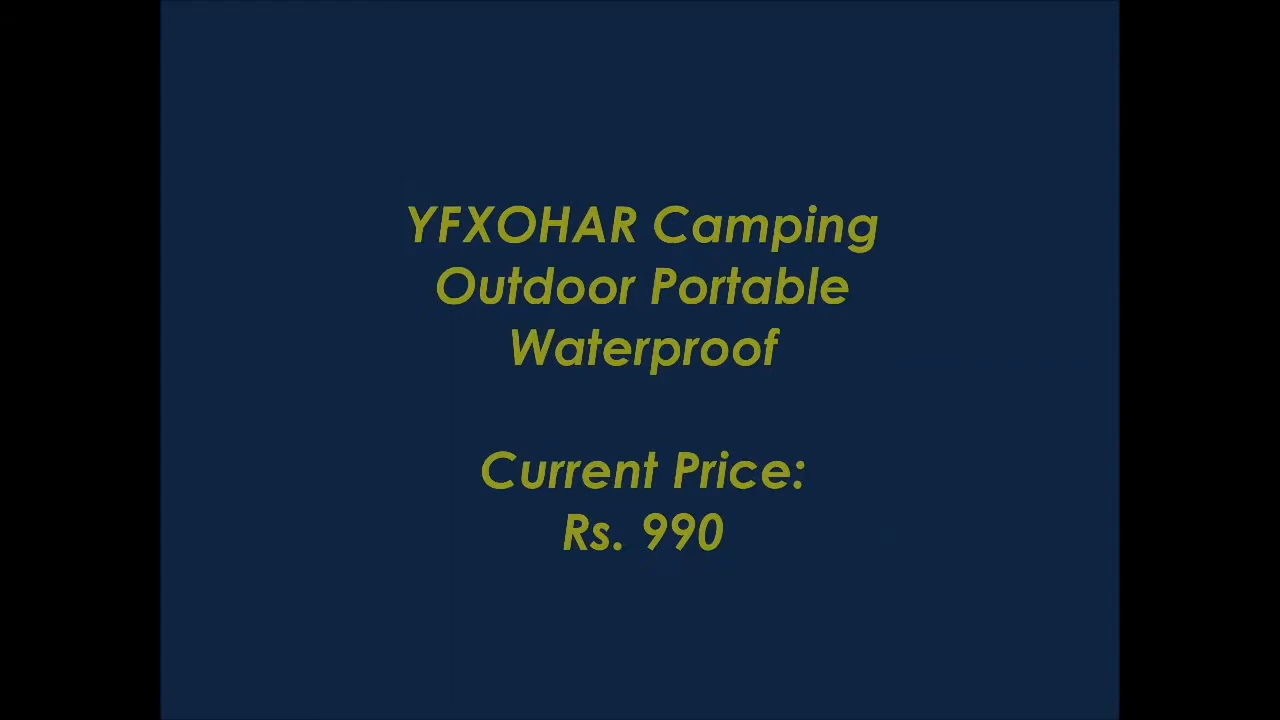 YFXOHAR Camping
Outdoor Portable
Waterproof
Current Price:
Rs. 990